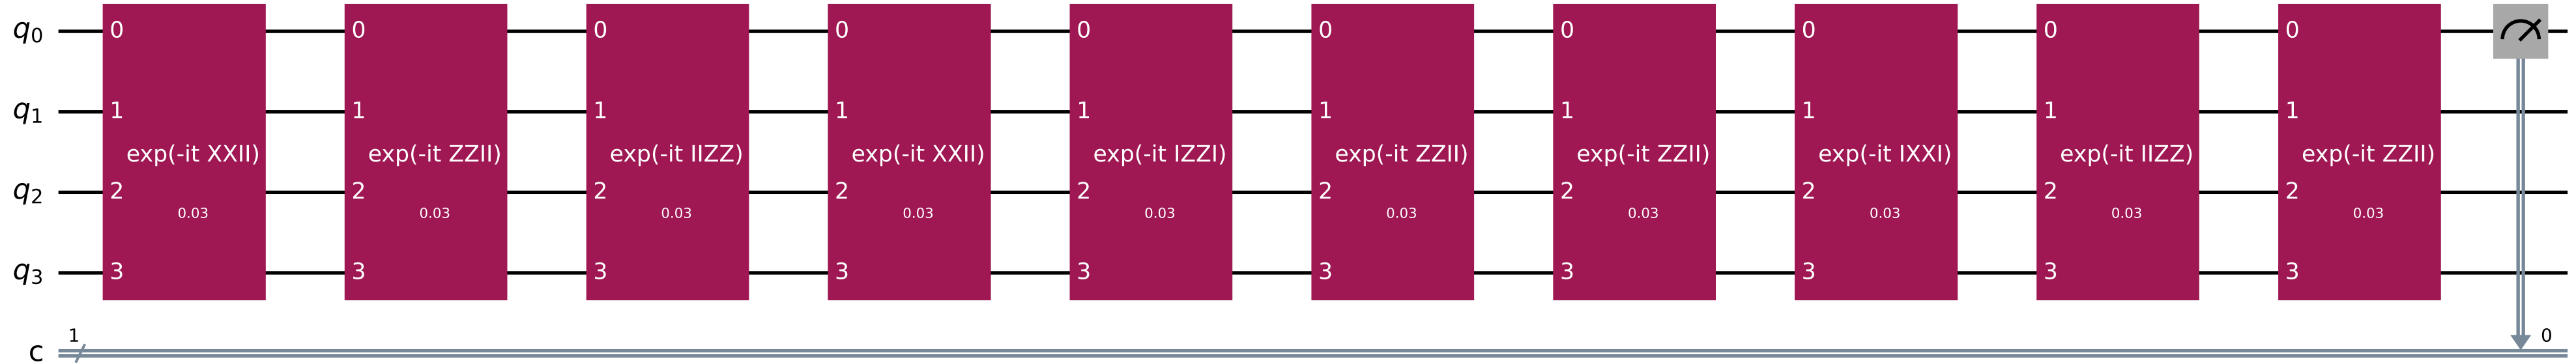 q0 0 0 0 0 0 0 0 0 0 0
q1 1 1 1 1 1 1 1 1 1 1
exp(-it XXII) exp(-it ZZII) exp(-it IIZZ) exp(-it XXII) exp(-it IZZI) exp(-it ZZII) exp(-it ZZII) exp(-it IXXI) exp(-it IIZZ) exp(-it ZZII)
q2 2 2 2 2 2 2 2 2 2 2
0.03 0.03 0.03 0.03 0.03 0.03 0.03 0.03 0.03 0.03
q3 3 3 3 3 3 3 3 3 3 3
1 0
c